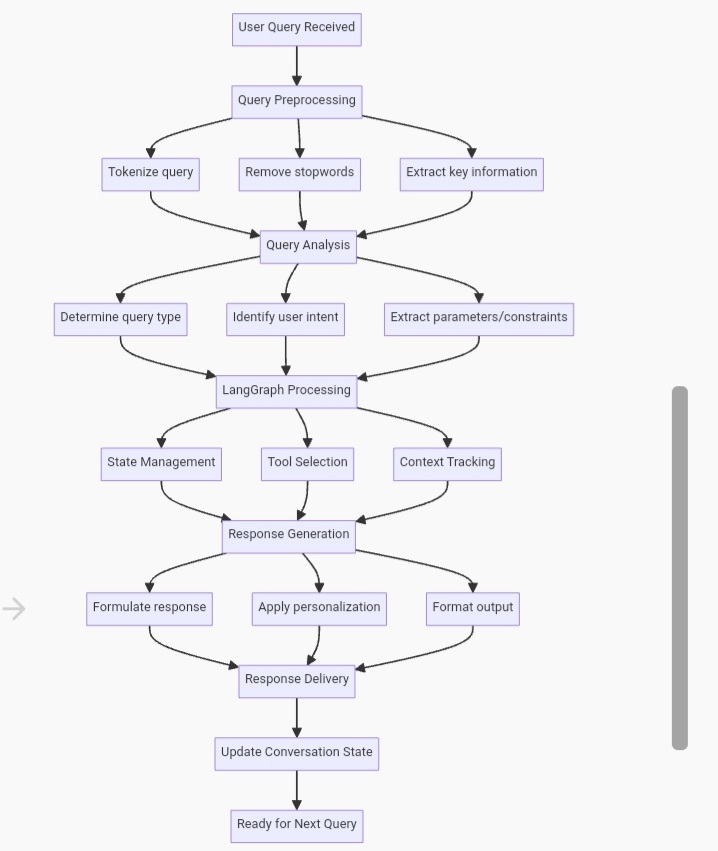 User Query Received
Query Preprocessing
Tokenize query
Remove stopwords
Extract key information
Query Analysis
Determine query type
Identify user intent
Extract parameters/constraints
LangGraph Processing
State Management
Tool Selection
Context Tracking
Response Generation
Formulate response
Apply personalization
Format output
Response Delivery
Update Conversation State
Ready for Next Query